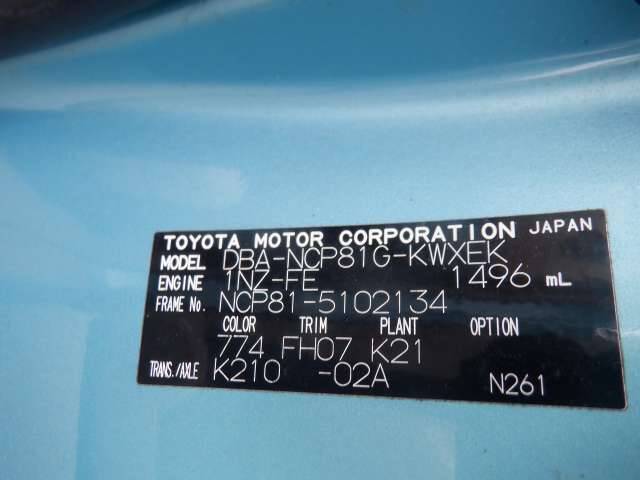 TOYOTA MOTOR CORPORATION JAPAN
MODEL DBA-NCP81G-KWXEK
ENGINE 1NZ-FE 1496 mL
FRAME No. NCP81-5102134
COLOR TRIM PLANT OPTION
774 FH07 K21
TRANS./AXLE K210 -02A N261